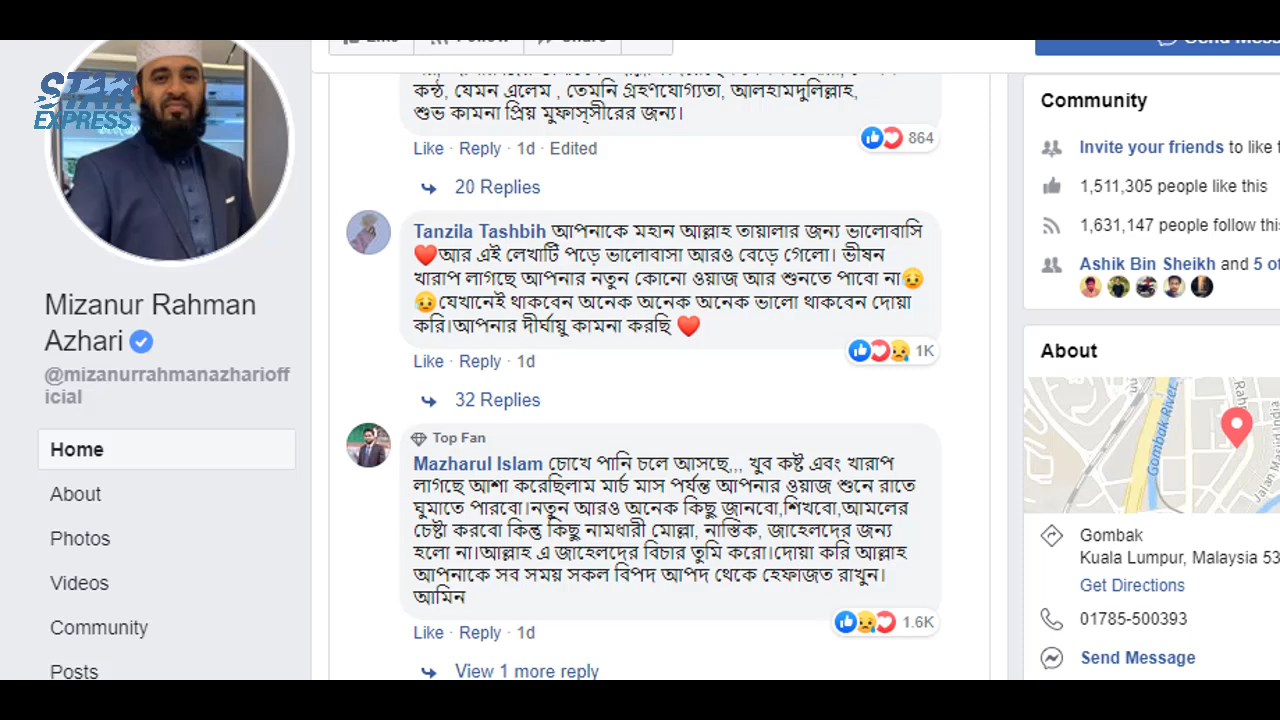 STAR
EXPRESS
Mizanur Rahman
Azhari
@mizanurrahmanazharioff
icial
Home
About
Photos
Videos
Community
Posts
কন্ঠ, যেমন এলেম , তেমনি গ্রহণযোগ্যতা, আলহামদুলিল্লাহ,
শুভ কামনা প্রিয় মুফাস্সীরের জন্য।
864
Like · Reply · 1d · Edited
20 Replies
Tanzila Tashbih আপনাকে মহান আল্লাহ তায়ালার জন্য ভালোবাসি
❤️আর এই লেখাটি পড়ে ভালোবাসা আরও বেড়ে গেলো। ভীষন
খারাপ লাগছে আপনার নতুন কোনো ওয়াজ আর শুনতে পাবো না😥
😥যেখানেই থাকবেন অনেক অনেক অনেক ভালো থাকবেন দোয়া
করি।আপনার দীর্ঘায়ু কামনা করছি ❤️
1K
Like · Reply · 1d
32 Replies
Top Fan
Mazharul Islam চোখে পানি চলে আসছে,,, খুব কষ্ট এবং খারাপ
লাগছে আশা করেছিলাম মার্চ মাস পর্যন্ত আপনার ওয়াজ শুনে রাতে
ঘুমাতে পারবো।নতুন আরও অনেক কিছু জানবো,শিখবো,আমলের
চেষ্টা করবো কিন্তু কিছু নামধারী মোল্লা, নাস্তিক, জাহেলদের জন্য
হলো না।আল্লাহ এ জাহেলদের বিচার তুমি করো।দোয়া করি আল্লাহ
আপনাকে সব সময় সকল বিপদ আপদ থেকে হেফাজত রাখুন।
আমিন
1.6K
Like · Reply · 1d
View 1 more reply
Community
Invite your friends to like
1,511,305 people like this
1,631,147 people follow this
Ashik Bin Sheikh and 5
About
Gombak River
Jalan Masjid India
Gombak
Kuala Lumpur, Malaysia 53
Get Directions
01785-500393
Send Message